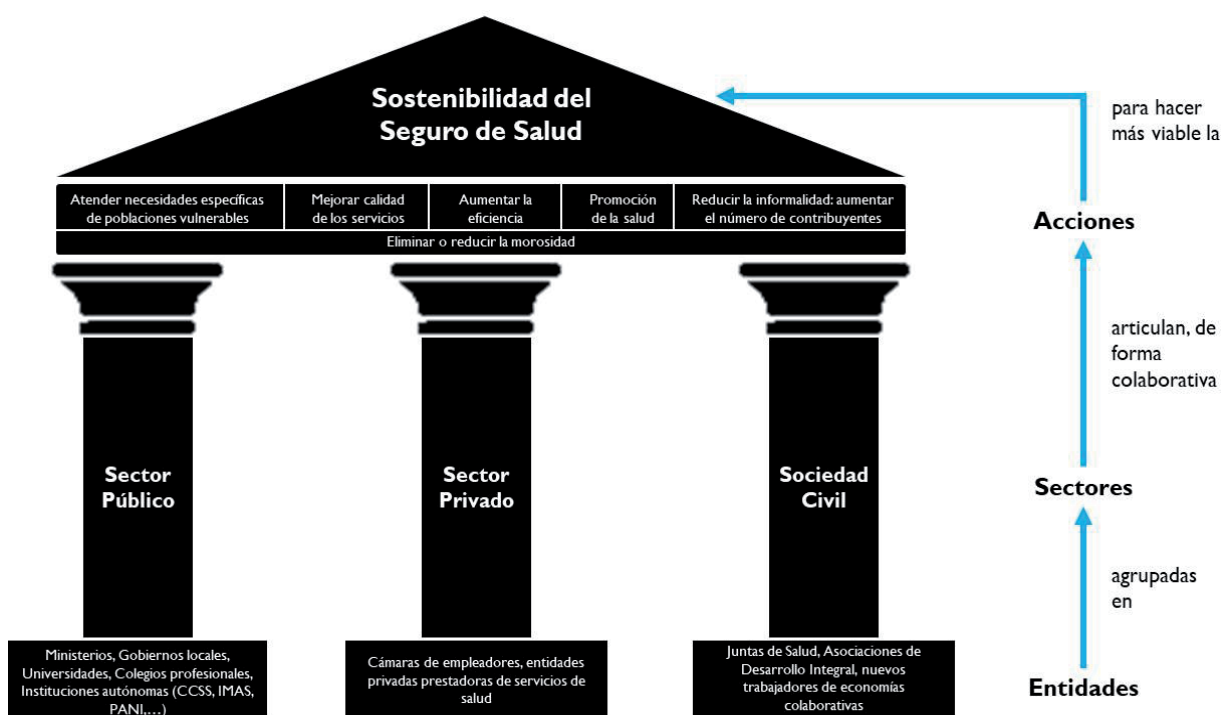 Sostenibilidad del
Seguro de Salud
para hacer
más viable la
Atender necesidades específicas
de poblaciones vulnerables
Mejorar calidad
de los servicios
Aumentar la
eficiencia
Promoción
de la salud
Reducir la informalidad: aumentar
el número de contribuyentes
Eliminar o reducir la morosidad
Acciones
articulan, de
forma
colaborativa
Sector
Público
Sector
Privado
Sociedad
Civil
Sectores
agrupadas
en
Ministerios, Gobiernos locales,
Universidades, Colegios profesionales,
Instituciones autónomas (CCSS, IMAS,
PANI,…)
Cámaras de empleadores, entidades
privadas prestadoras de servicios de
salud
Juntas de Salud, Asociaciones de
Desarrollo Integral, nuevos
trabajadores de economías
colaborativas
Entidades